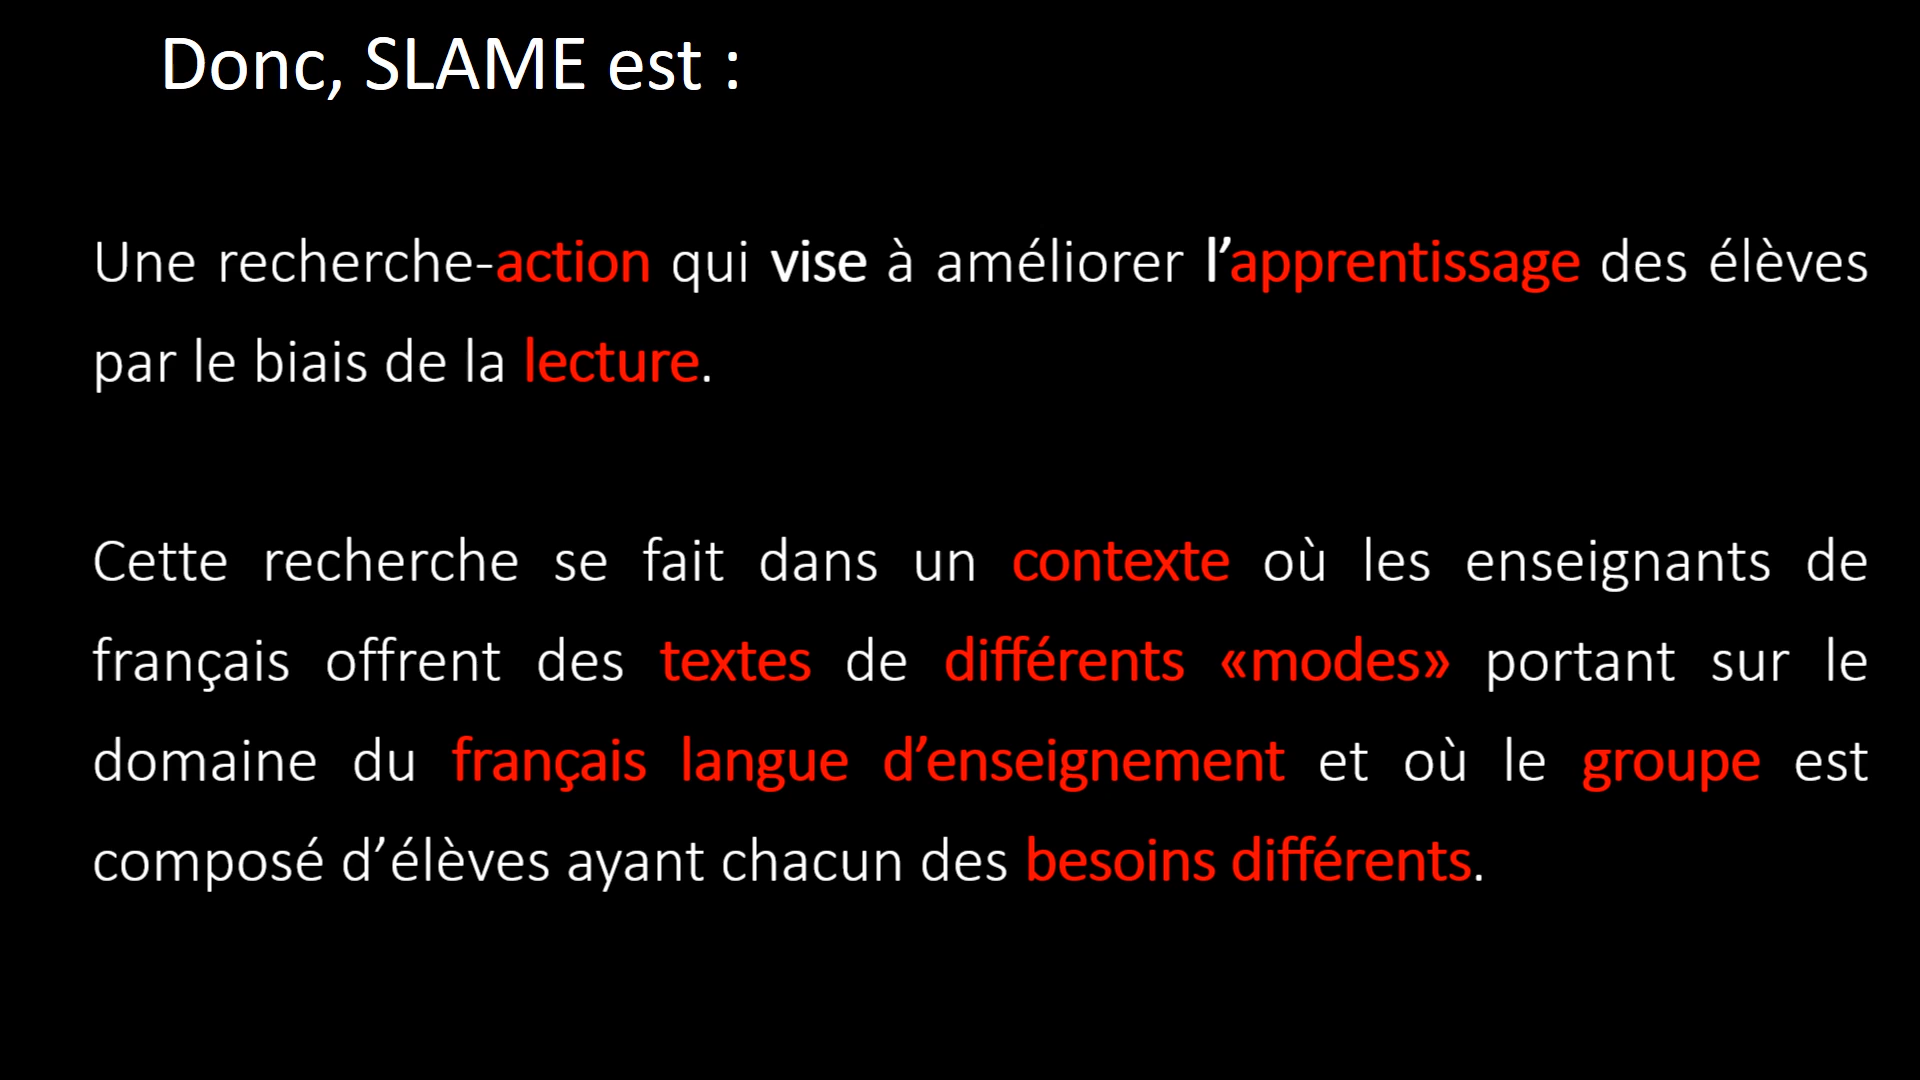 Donc, SLAME est :
Une recherche-action qui vise à améliorer l’apprentissage des élèves
par le biais de la lecture.
Cette recherche se fait dans un contexte où les enseignants de
français offrent des textes de différents «modes» portant sur le
domaine du français langue d’enseignement et où le groupe est
composé d’élèves ayant chacun des besoins différents.